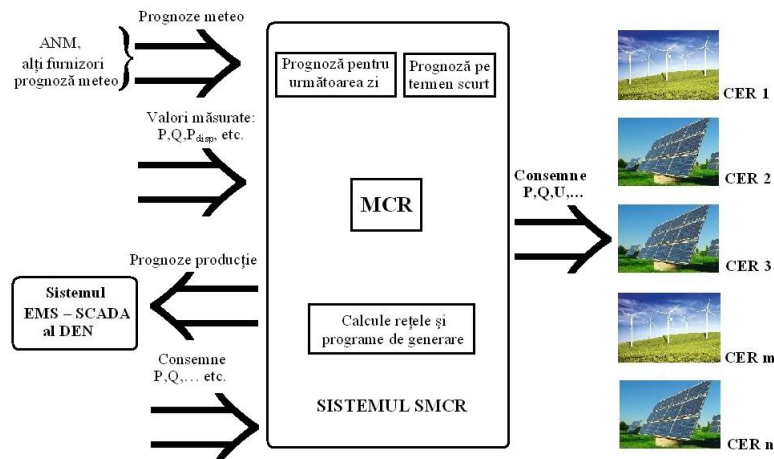 Prognoze meteo
ANM,
alți furnizori
prognoză meteo
Valori măsurate:
P,Q,Pdisp, etc.
Prognoze producție
Sistemul
EMS – SCADA
al DEN
Consemne
P,Q,… etc.
Prognoză pentru
următoarea zi
Prognoză pe
termen scurt
MCR
Calcule rețele și
programe de generare
SISTEMUL SMCR
Consemne
P,Q,U,…
CER 1
CER 2
CER 3
CER m
CER n